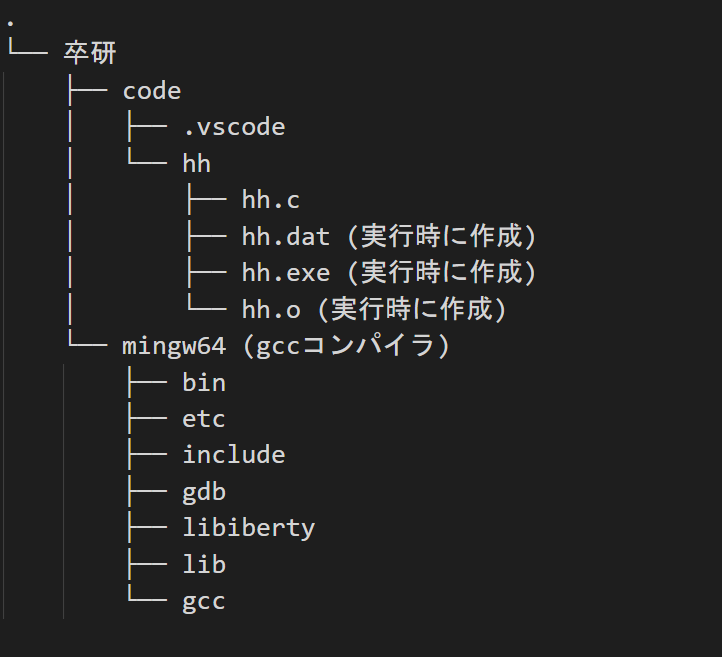 .
└── 卒研
    ├── code
    │   ├── .vscode
    │   └── hh
    │       ├── hh.c
    │       ├── hh.dat (実行時に作成)
    │       ├── hh.exe (実行時に作成)
    │       └── hh.o (実行時に作成)
    └── mingw64 (gccコンパイラ)
        ├── bin
        ├── etc
        ├── include
        ├── gdb
        ├── libiberty
        ├── lib
        └── gcc